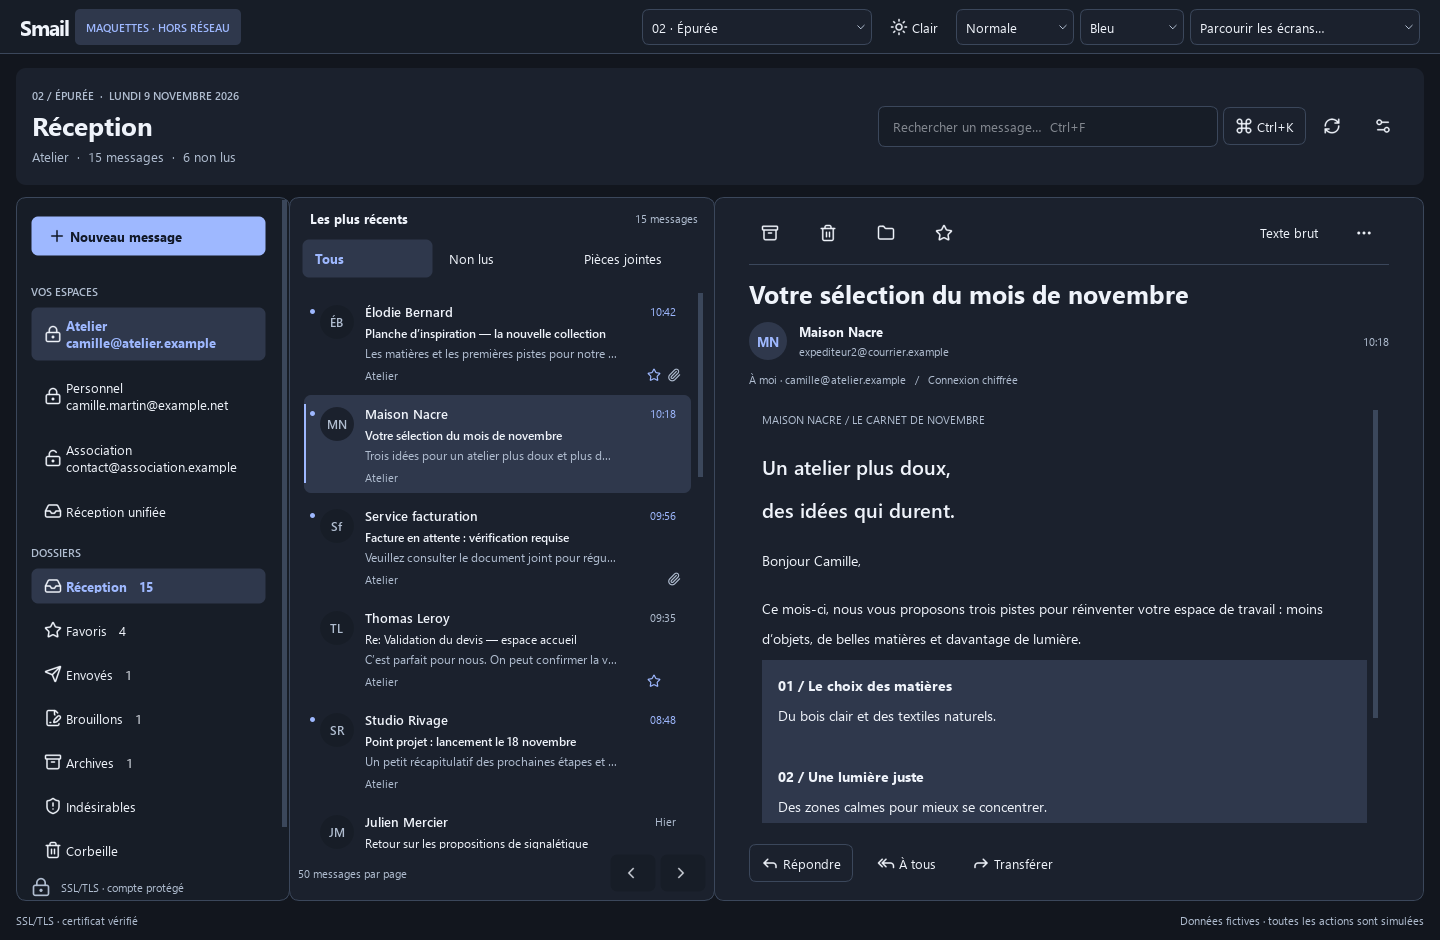 Smail
MAQUETTES · HORS RÉSEAU
02 · Épurée
Clair
Normale
Bleu
Parcourir les écrans...
02 / ÉPURÉE · LUNDI 9 NOVEMBRE 2026
Réception
Atelier · 15 messages · 6 non lus
Rechercher un message... Ctrl+F
Ctrl+K
Nouveau message
VOS ESPACES
Atelier
camille@atelier.example
Personnel
camille.martin@example.net
Association
contact@association.example
Réception unifiée
DOSSIERS
Réception 15
Favoris 4
Envoyés 1
Brouillons 1
Archives 1
Indésirables
Corbeille
SSL/TLS · compte protégé
Les plus récents
15 messages
Tous
Non lus
Pièces jointes
ÉB
Élodie Bernard
10:42
Planche d'inspiration — la nouvelle collection
Les matières et les premières pistes pour notre ...
Atelier
MN
Maison Nacre
10:18
Votre sélection du mois de novembre
Trois idées pour un atelier plus doux et plus d...
Atelier
Sf
Service facturation
09:56
Facture en attente : vérification requise
Veuillez consulter le document joint pour régu...
Atelier
TL
Thomas Leroy
09:35
Re: Validation du devis — espace accueil
C'est parfait pour nous. On peut confirmer la v...
Atelier
SR
Studio Rivage
08:48
Point projet : lancement le 18 novembre
Un petit récapitulatif des prochaines étapes et ...
Atelier
JM
Julien Mercier
Hier
Retour sur les propositions de signalétique
50 messages par page
Texte brut
Votre sélection du mois de novembre
MN
Maison Nacre
expediteur2@courrier.example
10:18
À moi · camille@atelier.example / Connexion chiffrée
MAISON NACRE / LE CARNET DE NOVEMBRE
Un atelier plus doux,
des idées qui durent.
Bonjour Camille,
Ce mois-ci, nous vous proposons trois pistes pour réinventer votre espace de travail : moins
d'objets, de belles matières et davantage de lumière.
01 / Le choix des matières
Du bois clair et des textiles naturels.
02 / Une lumière juste
Des zones calmes pour mieux se concentrer.
Répondre
À tous
Transférer
SSL/TLS · certificat vérifié
Données fictives · toutes les actions sont simulées